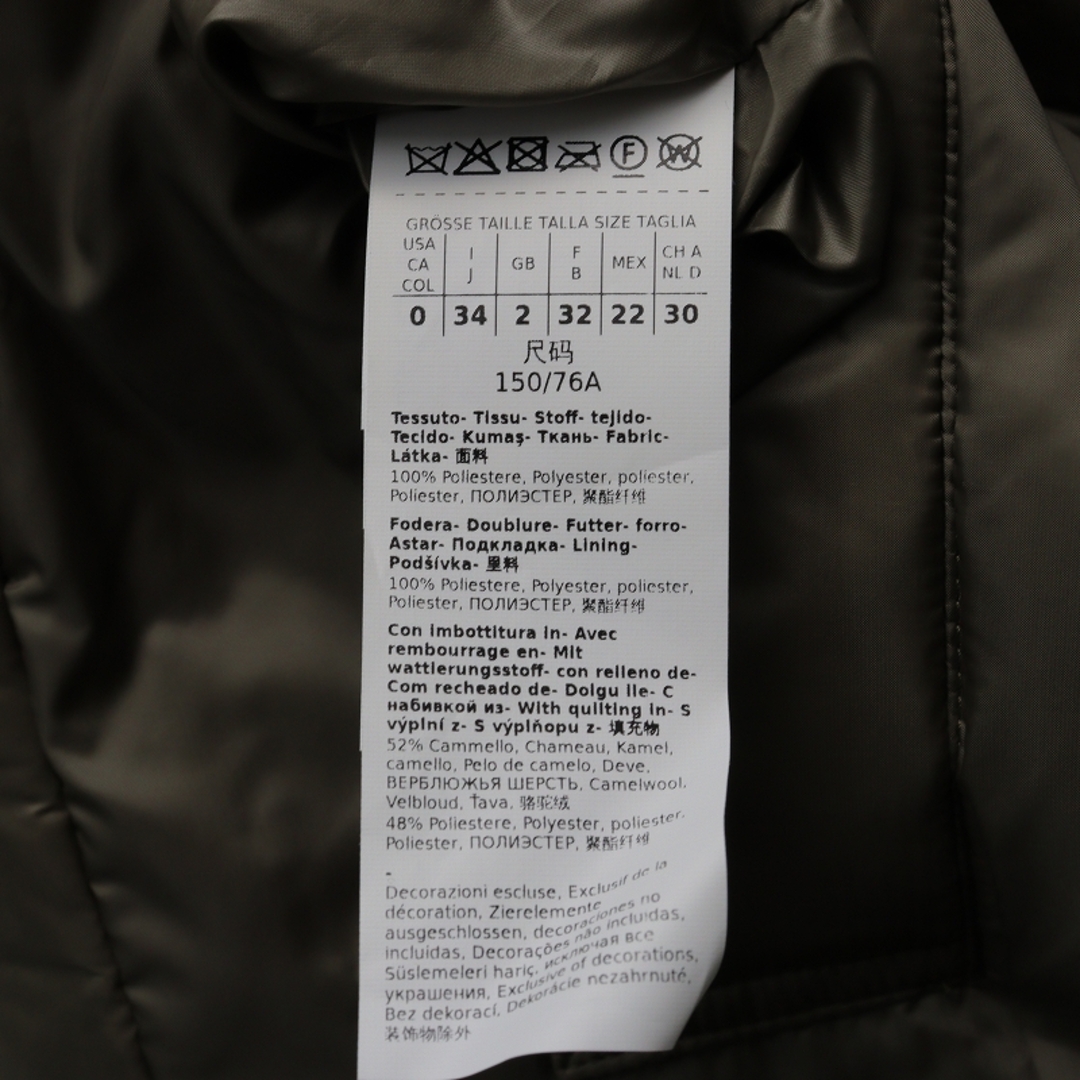 F W
GRÖSSE TAILLE TALLA SIZE TAGLIA
USA CA COL I J GB F B MEX CH A NL D
0 34 2 32 22 30
尺码
150/76A
Tessuto- Tissu- Stoff- tejido-
Tecido- Kumaş- Ткань- Fabric-
Látka- 面料
100% Poliestere, Polyester, poliester,
Poliester, ПОЛИЭСТЕР, 聚酯纤维
Fodera- Doublure- Futter- forro-
Astar- Подкладка- Lining-
Podšívka- 里料
100% Poliestere, Polyester, poliester,
Poliester, ПОЛИЭСТЕР, 聚酯纤维
Con imbottitura in- Avec
rembourrage en- Mit
wattierungsstoff- con relleno de-
Com recheado de- Dolgu ile- C
набивкой из- With quilting in- S
výplní z- S výplňopu z- 填充物
52% Cammello, Chameau, Kamel,
camello, Pelo de camelo, Deve,
ВЕРБЛЮЖЬЯ ШЕРСТЬ, Camelwool,
Velbloud, Ťava, 骆驼绒
48% Poliestere, Polyester, poliester,
Poliester, ПОЛИЭСТЕР, 聚酯纤维
-
Decorazioni escluse, Exclusif de la
décoration, Zierelemente
ausgeschlossen, decoraciones no
incluidas, Decorações não incluidas,
Süslemeleri hariç, исключая все
украшения, Exclusive of decorations,
Bez dekorací, Dekorácie nezahrnuté,
装饰物除外